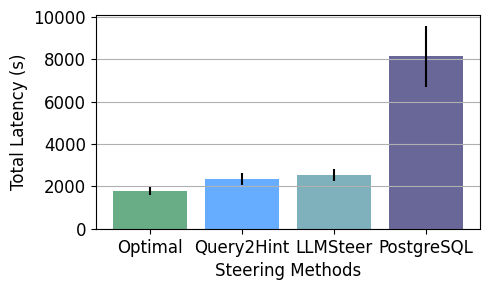 10000
8000
6000
4000
2000
0
Total Latency (s)
Optimal Query2Hint LLMSteer PostgreSQL
Steering Methods